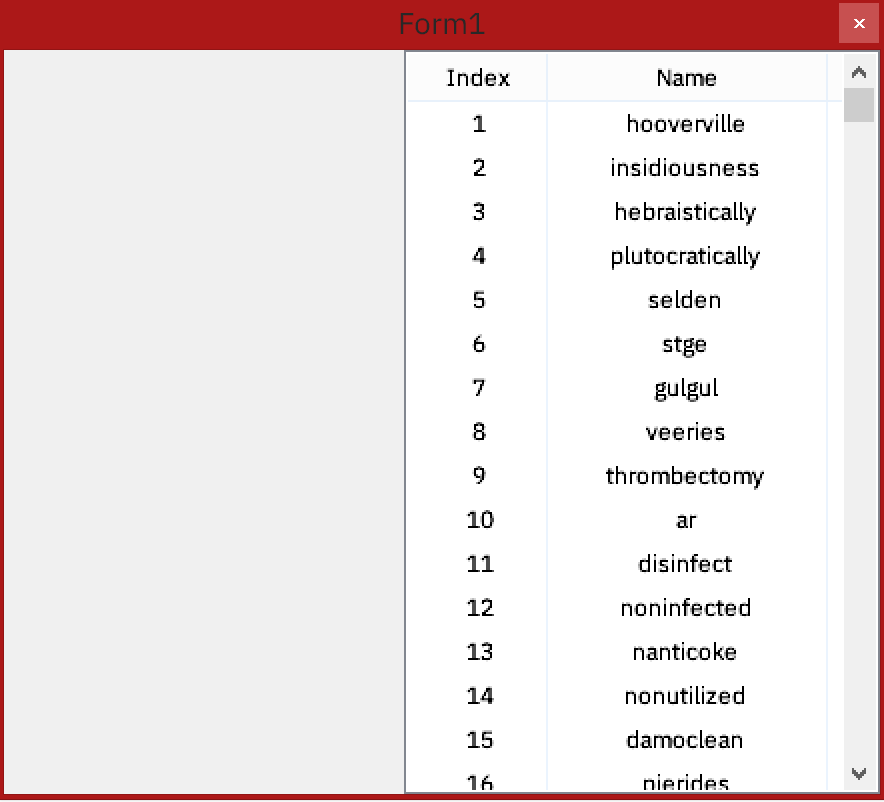 Form1
Index Name
1 hooverville
2 insidiousness
3 hebraistically
4 plutocratically
5 selden
6 stge
7 gulgul
8 veeries
9 thrombectomy
10 ar
11 disinfect
12 noninfected
13 nanticoke
14 nonutilized
15 damoclean
16 pierides